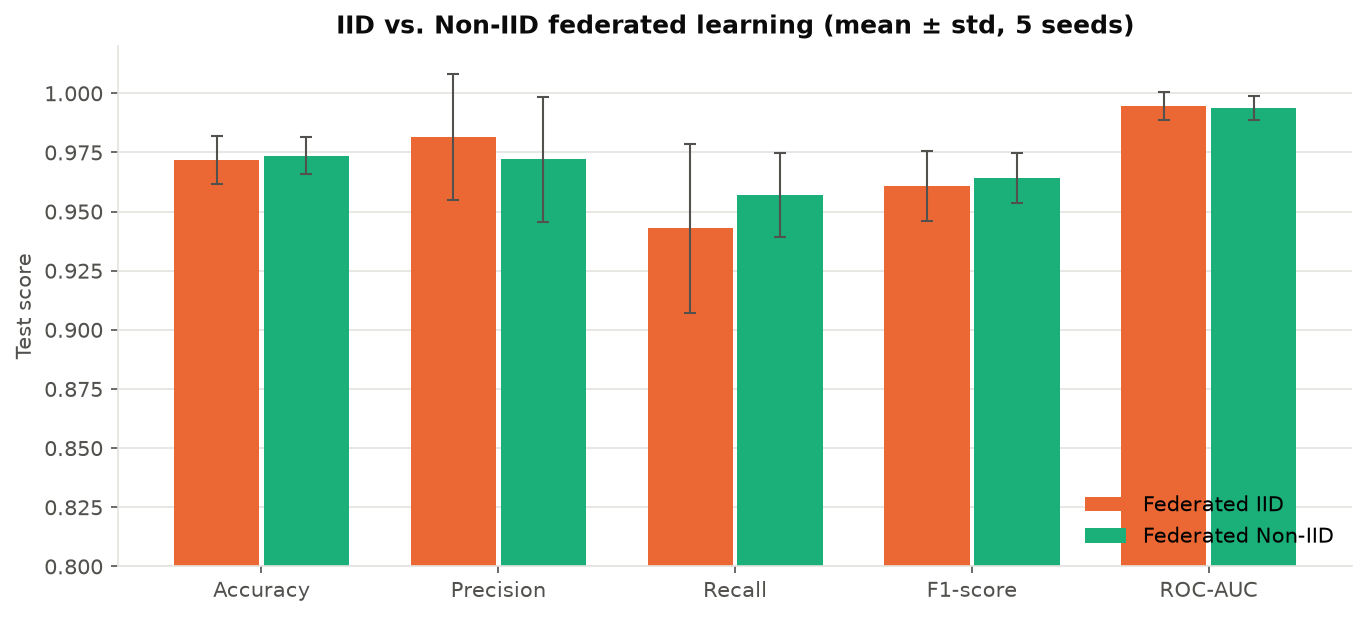 IID vs. Non-IID federated learning (mean ± std, 5 seeds)
Test score
1.000
0.975
0.950
0.925
0.900
0.875
0.850
0.825
0.800
Accuracy
Precision
Recall
F1-score
ROC-AUC
Federated IID
Federated Non-IID